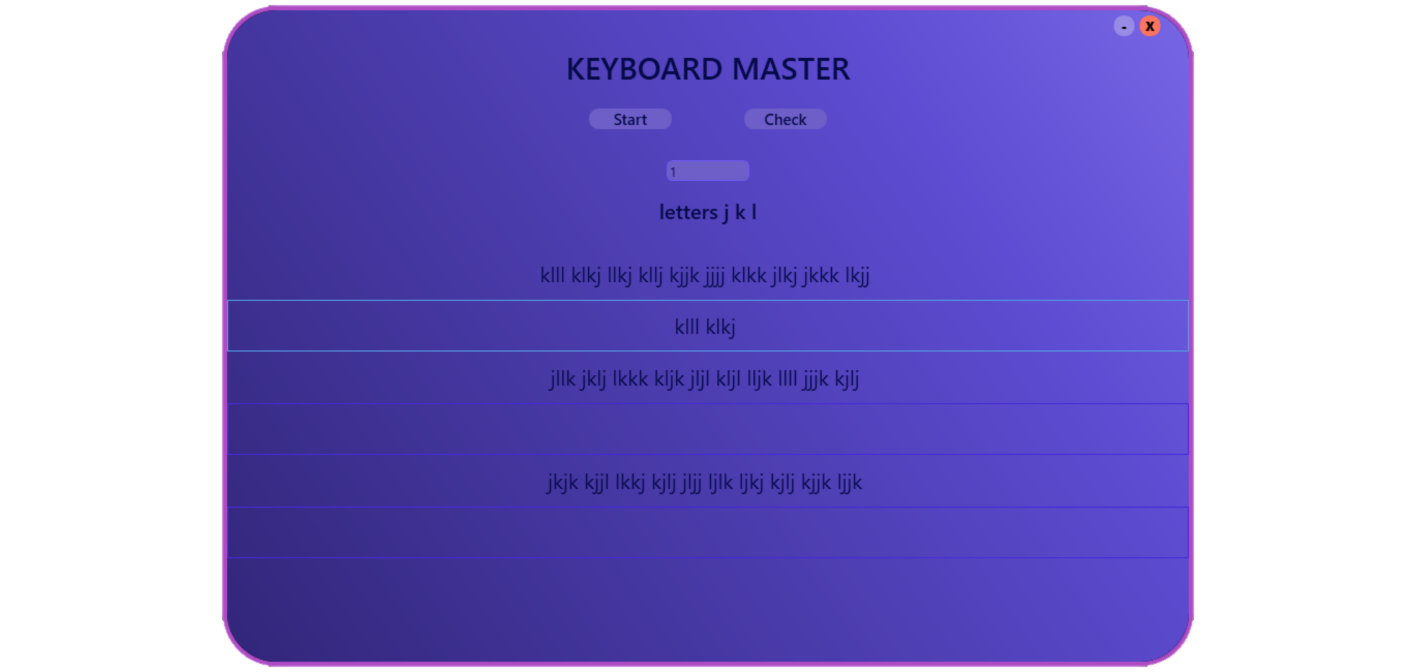 - X
KEYBOARD MASTER
Start Check
1
letters j k l
klll klkj llkj kllj kjjk jjjj klkk jlkj jkkk lkjj
klll klkj
jllk jklj lkkk kljk jljl kljl lljk llll jjjk kjlj
jkjk kjjl lkkj kjlj jljj ljlk ljkj kjlj kjjk ljjk